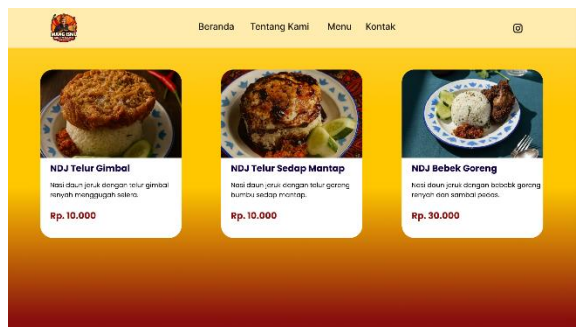 Beranda Tentang Kami Menu Kontak
NDJ Telur Gimbal
Nasi daun jeruk dengan telur gimbal
renyah menggugah selera.
Rp. 10.000
NDJ Telur Sedap Mantap
Nasi daun jeruk dengan telur goreng
bumbu sedap mantap.
Rp. 10.000
NDJ Bebek Goreng
Nasi daun jeruk dengan bebebk goreng
renyah dan sambal pedas.
Rp. 30.000